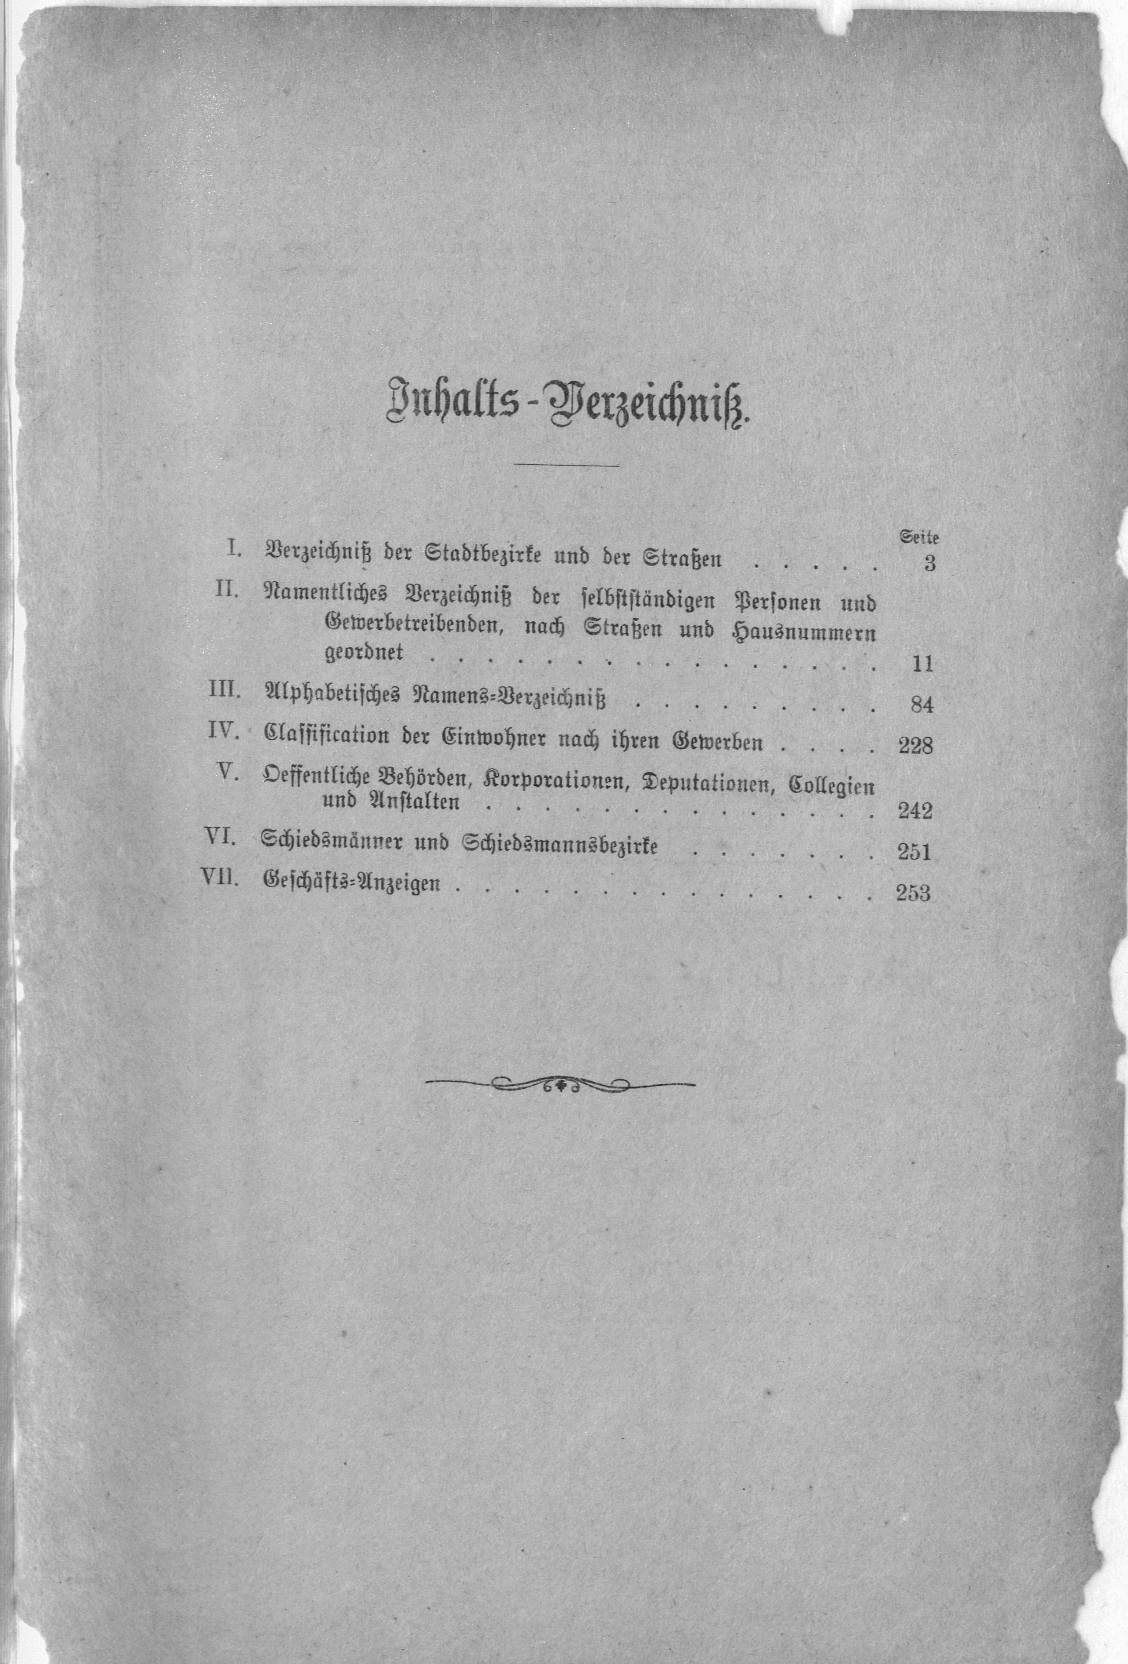 Inhalts-Verzeichniß.
Seite
I. Verzeichniß der Stadtbezirke und der Straßen . . . . . 3
II. Namentliches Verzeichniß der selbstständigen Personen und
Gewerbetreibenden, nach Straßen und Hausnummern
geordnet . . . . . . . . . . . . . . . . 11
III. Alphabetisches Namens-Verzeichniß . . . . . . . . . 84
IV. Classification der Einwohner nach ihren Gewerben . . . . 228
V. Oeffentliche Behörden, Korporationen, Deputationen, Collegien
und Anstalten . . . . . . . . . . . . . . 242
VI. Schiedsmänner und Schiedsmannsbezirke . . . . . . . 251
VII. Geschäfts-Anzeigen . . . . . . . . . . . . . . . 253